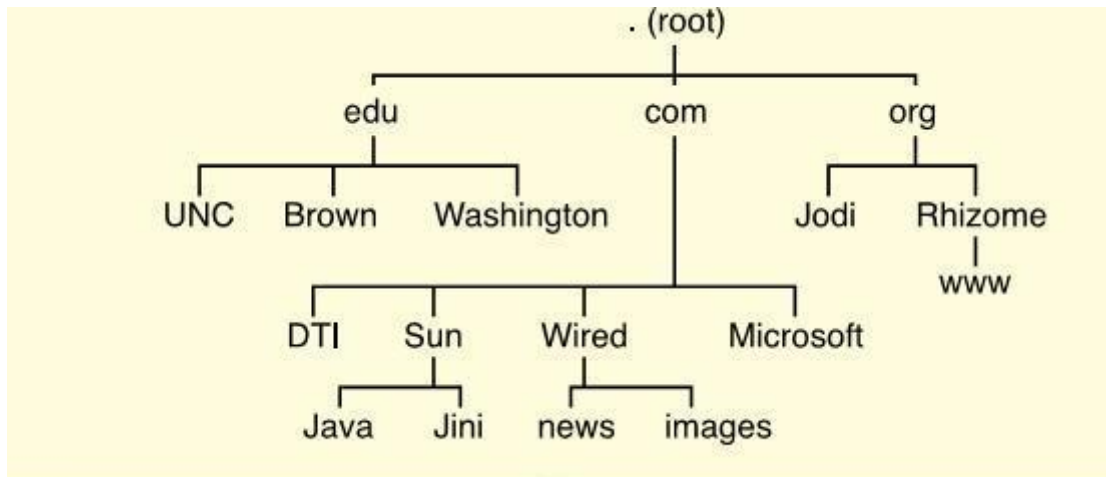 . (root)
edu com org
UNC Brown Washington Jodi Rhizome
www
DTI Sun Wired Microsoft
Java Jini news images